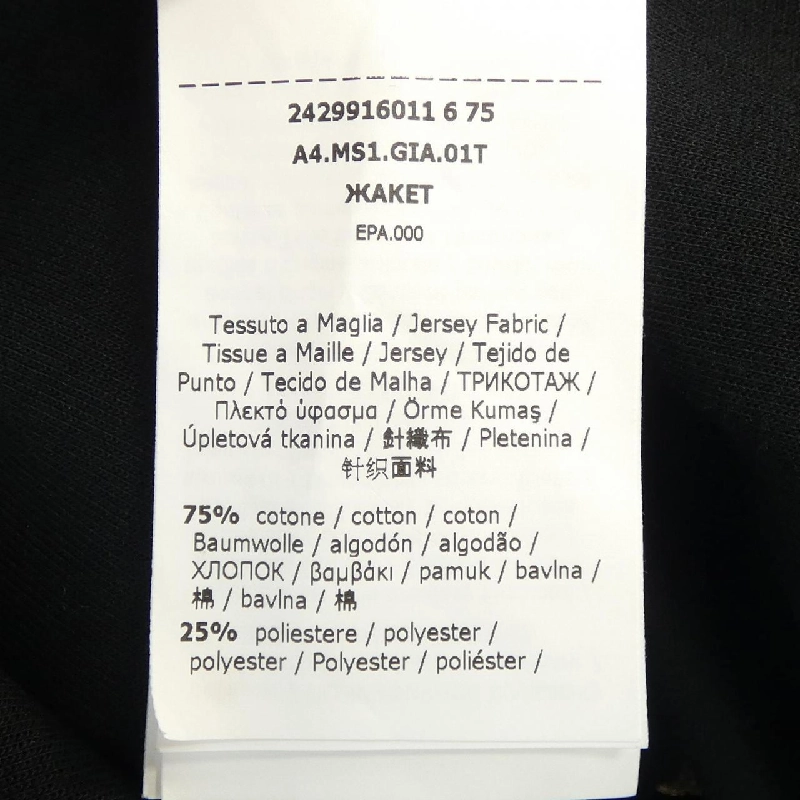 2429916011 6 75
A4.MS1.GIA.01T
ЖАКЕТ
EPA.000
Tessuto a Maglia / Jersey Fabric /
Tissue a Maille / Jersey / Tejido de
Punto / Tecido de Malha / ТРИКОТАЖ /
Πλεκτό ύφασμα / Örme Kumaş /
Úpletová tkanina / 針織布 / Pletenina /
针织面料
75% cotone / cotton / coton /
Baumwolle / algodón / algodão /
ХЛОПОК / βαμβάκι / pamuk / bavlna /
棉 / bavlna / 棉
25% poliestere / polyester /
polyester / Polyester / poliéster /